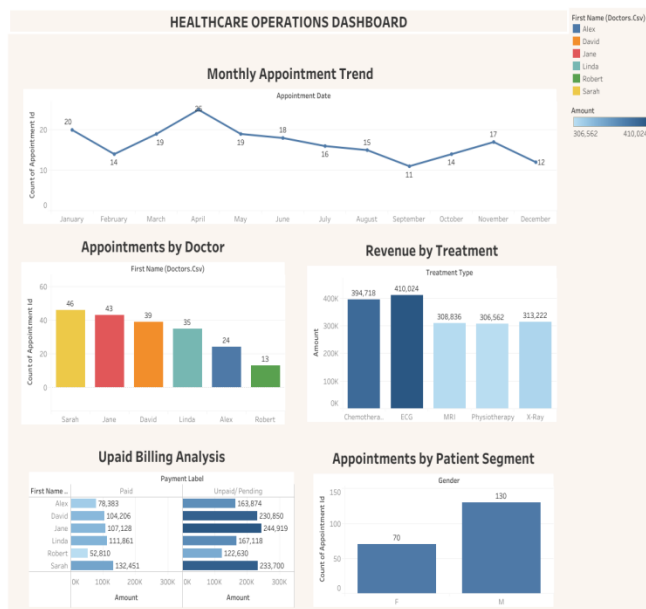 HEALTHCARE OPERATIONS DASHBOARD
First Name (Doctors.Csv)
Alex
David
Jane
Linda
Robert
Sarah
Amount
306,562 410,024
Monthly Appointment Trend
Appointment Date
Count of Appointment Id
20
10
0
20
14
19
19
18
16
15
11
14
17
12
January February March April May June July August September October November December
Appointments by Doctor
First Name (Doctors.Csv)
Count of Appointment Id
60
40
20
0
46 43 39 35 24 13
Sarah Jane David Linda Alex Robert
Revenue by Treatment
Treatment Type
Amount
400K
300K
200K
100K
0K
394,718 410,024 308,836 306,562 313,222
Chemothera.. ECG MRI Physiotherapy X-Ray
Upaid Billing Analysis
Payment Label
First Name.. Paid Unpaid/ Pending
Alex 78,383 163,874
David 104,206 230,850
Jane 107,128 244,919
Linda 111,861 167,118
Robert 52,810 122,630
Sarah 132,451 233,700
0K 100K 200K 300K 0K 100K 200K 300K
Amount Amount
Appointments by Patient Segment
Gender
Count of Appointment Id
150
100
50
0
70 130
F M